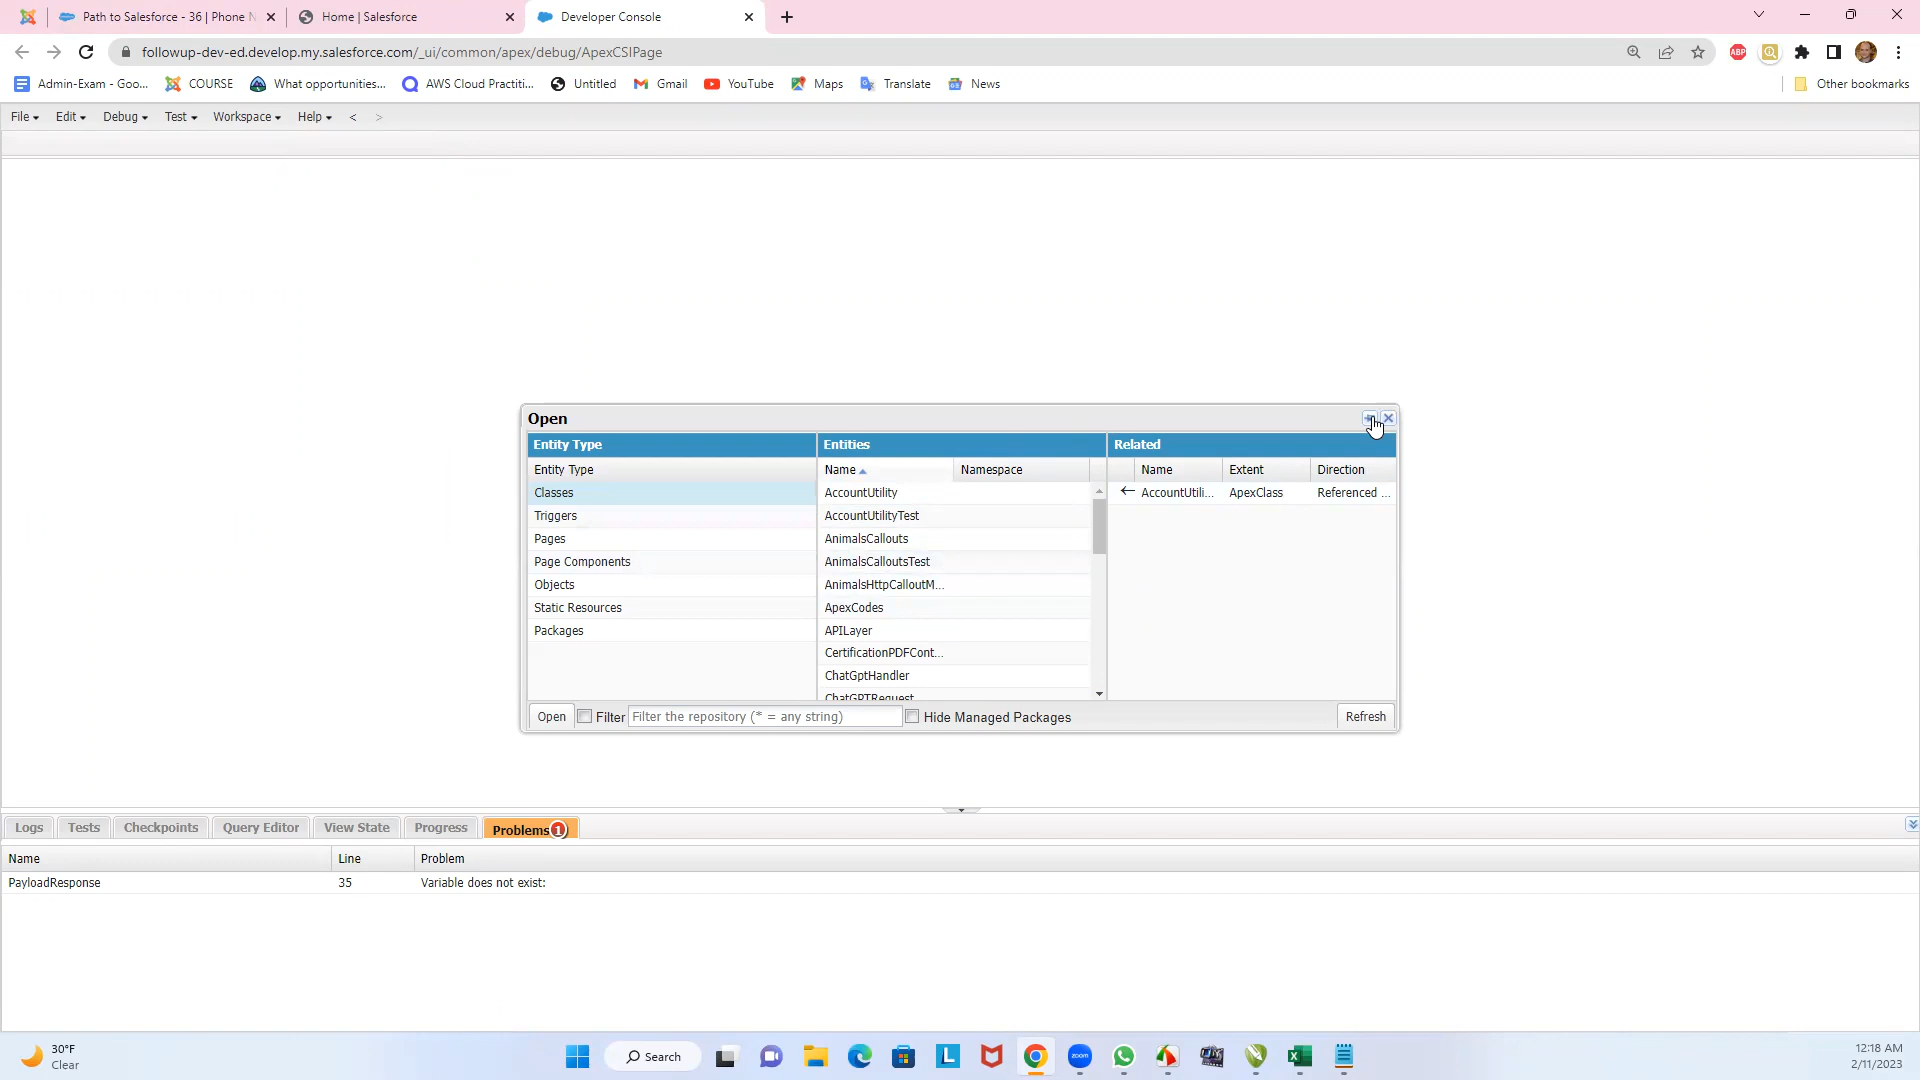 Path to Salesforce - 36 | Phone N
Home | Salesforce
Developer Console
followup-dev-ed.develop.my.salesforce.com/_ui/common/apex/debug/ApexCSIPage
ABP
Admin-Exam - Goo...
COURSE
What opportunities...
AWS Cloud Practiti...
Untitled
Gmail
YouTube
Maps
Translate
News
Other bookmarks
File
Edit
Debug
Test
Workspace
Help
<
>
Open
Entity Type
Entities
Related
Entity Type
Name
Namespace
Name
Extent
Direction
Classes
AccountUtility
AccountUtili...
ApexClass
Referenced ...
Triggers
AccountUtilityTest
Pages
AnimalsCallouts
Page Components
AnimalsCalloutsTest
Objects
AnimalsHttpCalloutM...
Static Resources
ApexCodes
Packages
APILayer
CertificationPDFCont...
ChatGptHandler
ChatGPTRequest
Open
Filter
Filter the repository (* = any string)
Hide Managed Packages
Refresh
Logs
Tests
Checkpoints
Query Editor
View State
Progress
Problems 1
Name
Line
Problem
PayloadResponse
35
Variable does not exist:
30°F
Clear
Search
L
zoom
12:18 AM
2/11/2023